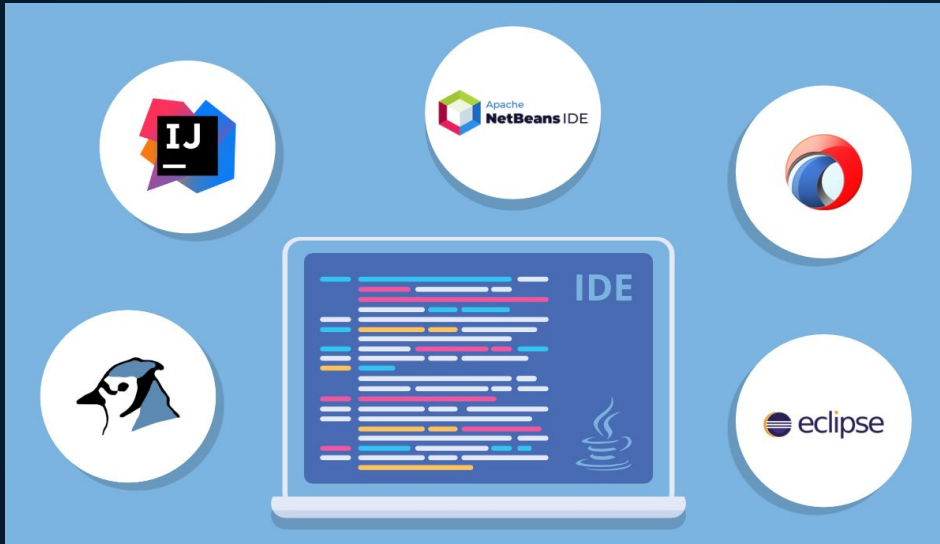 IJ
Apache
NetBeans IDE
IDE
eclipse